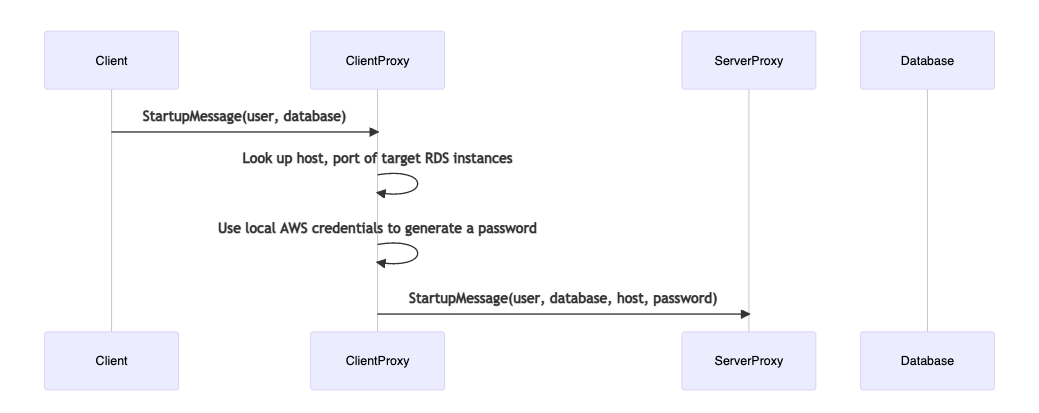 Client
ClientProxy
ServerProxy
Database
StartupMessage(user, database)
Look up host, port of target RDS instances
Use local AWS credentials to generate a password
StartupMessage(user, database, host, password)
Client
ClientProxy
ServerProxy
Database